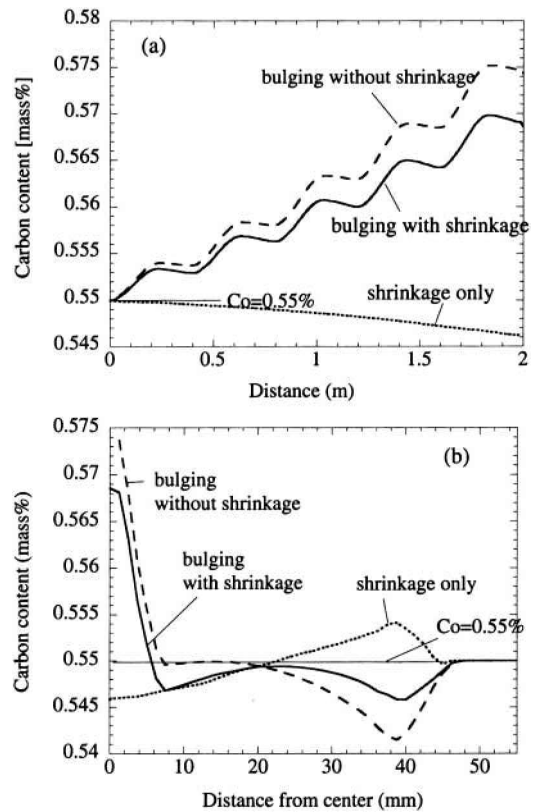 0.58
(a)
0.575
bulging without shrinkage
0.57
0.565
0.56
bulging with shrinkage
0.555
shrinkage only
0.55
Co=0.55%
0.545
Carbon content [mass%]
0
0.5
1
1.5
2
Distance (m)
0.575
(b)
0.57
bulging
without shrinkage
0.565
0.56
bulging
with shrinkage
shrinkage only
0.555
Co=0.55%
0.55
0.545
0.54
Carbon content (mass%)
0
10
20
30
40
50
Distance from center (mm)